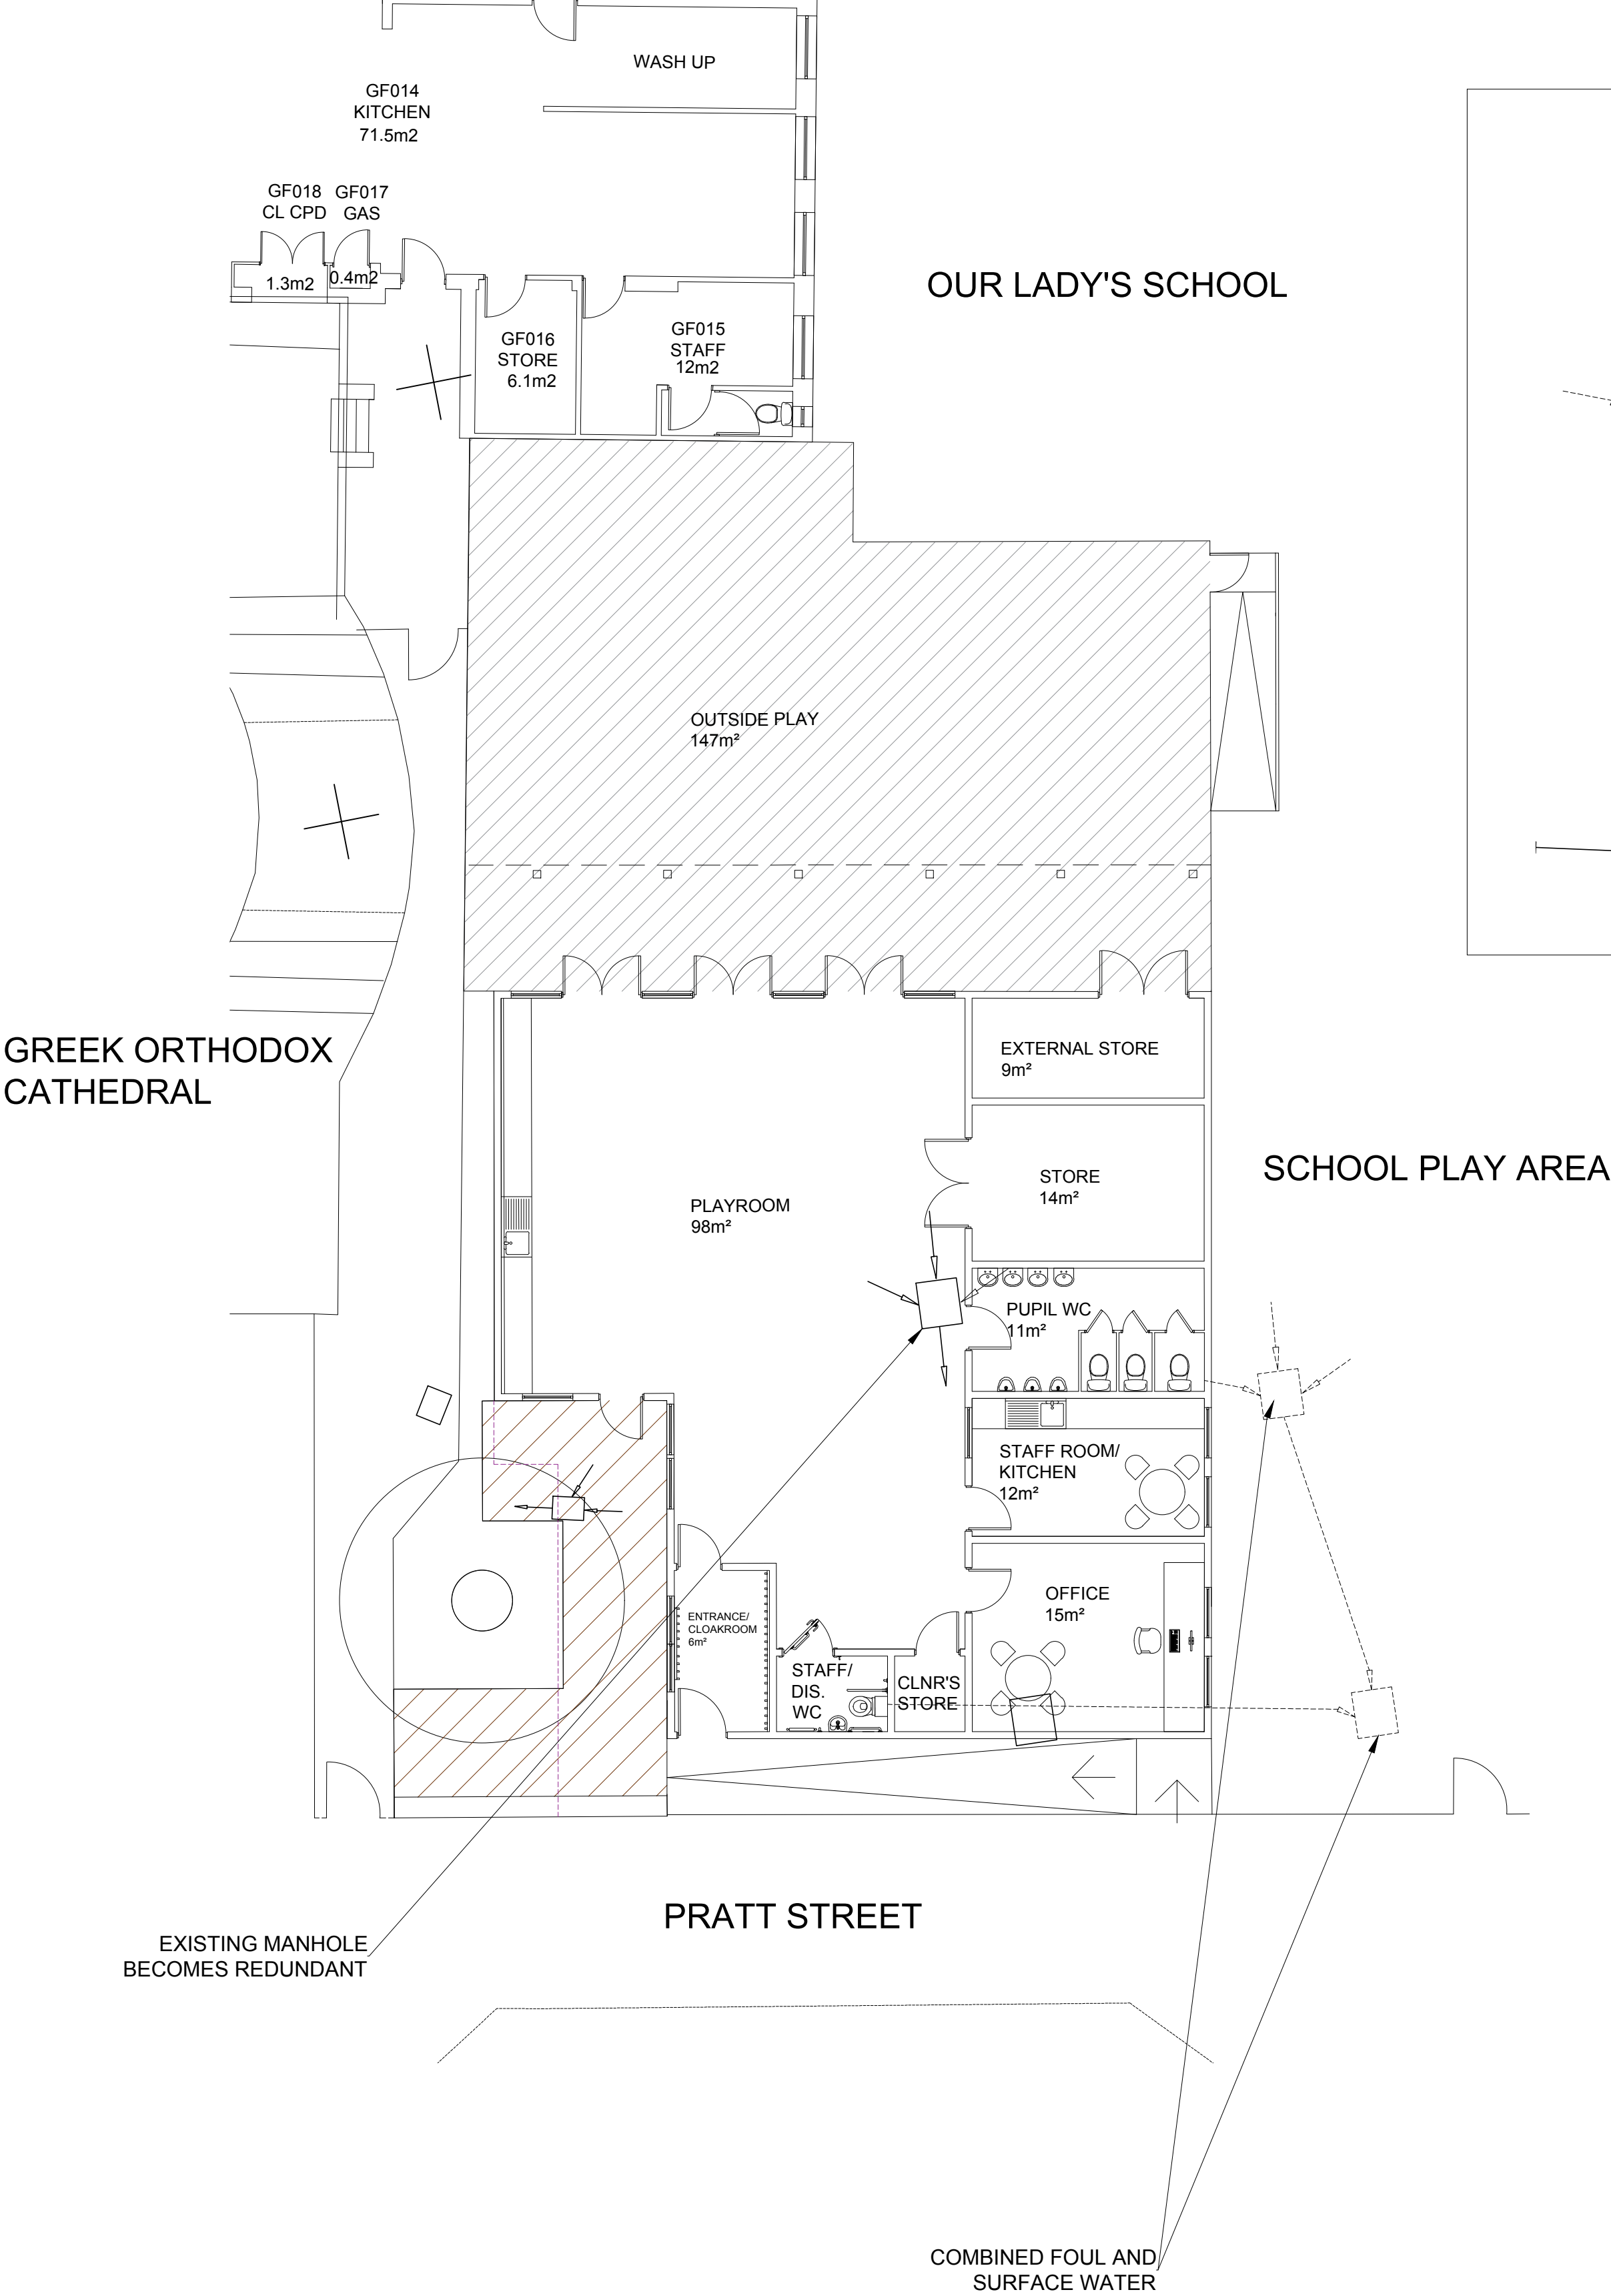 WASH UP
GF014
KITCHEN
71.5m2
GF018
CL CPD
GF017
GAS
1.3m2
0.4m2
OUR LADY'S SCHOOL
GF016
STORE
6.1m2
GF015
STAFF
12m2
OUTSIDE PLAY
147m²
GREEK ORTHODOX
CATHEDRAL
EXTERNAL STORE
9m²
STORE
14m²
SCHOOL PLAY AREA
PLAYROOM
98m²
PUPIL WC
11m²
STAFF ROOM/
KITCHEN
12m²
OFFICE
15m²
ENTRANCE/
CLOAKROOM
6m²
STAFF/
DIS.
WC
CLNR'S
STORE
PRATT STREET
EXISTING MANHOLE
BECOMES REDUNDANT
COMBINED FOUL AND
SURFACE WATER